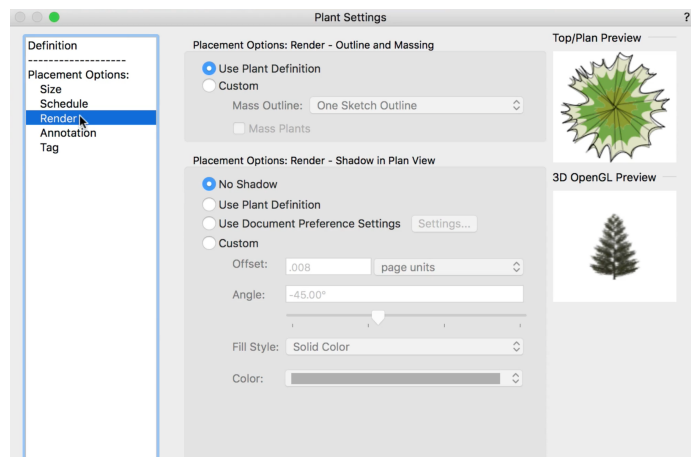 Plant Settings ?
Definition
-------------------
Placement Options:
Size
Schedule
Render
Annotation
Tag
Placement Options: Render - Outline and Massing
Use Plant Definition
Custom
Mass Outline: One Sketch Outline
Mass Plants
Placement Options: Render - Shadow in Plan View
No Shadow
Use Plant Definition
Use Document Preference Settings Settings...
Custom
Offset: .008 page units
Angle: -45.00°
Fill Style: Solid Color
Color:
Top/Plan Preview
3D OpenGL Preview